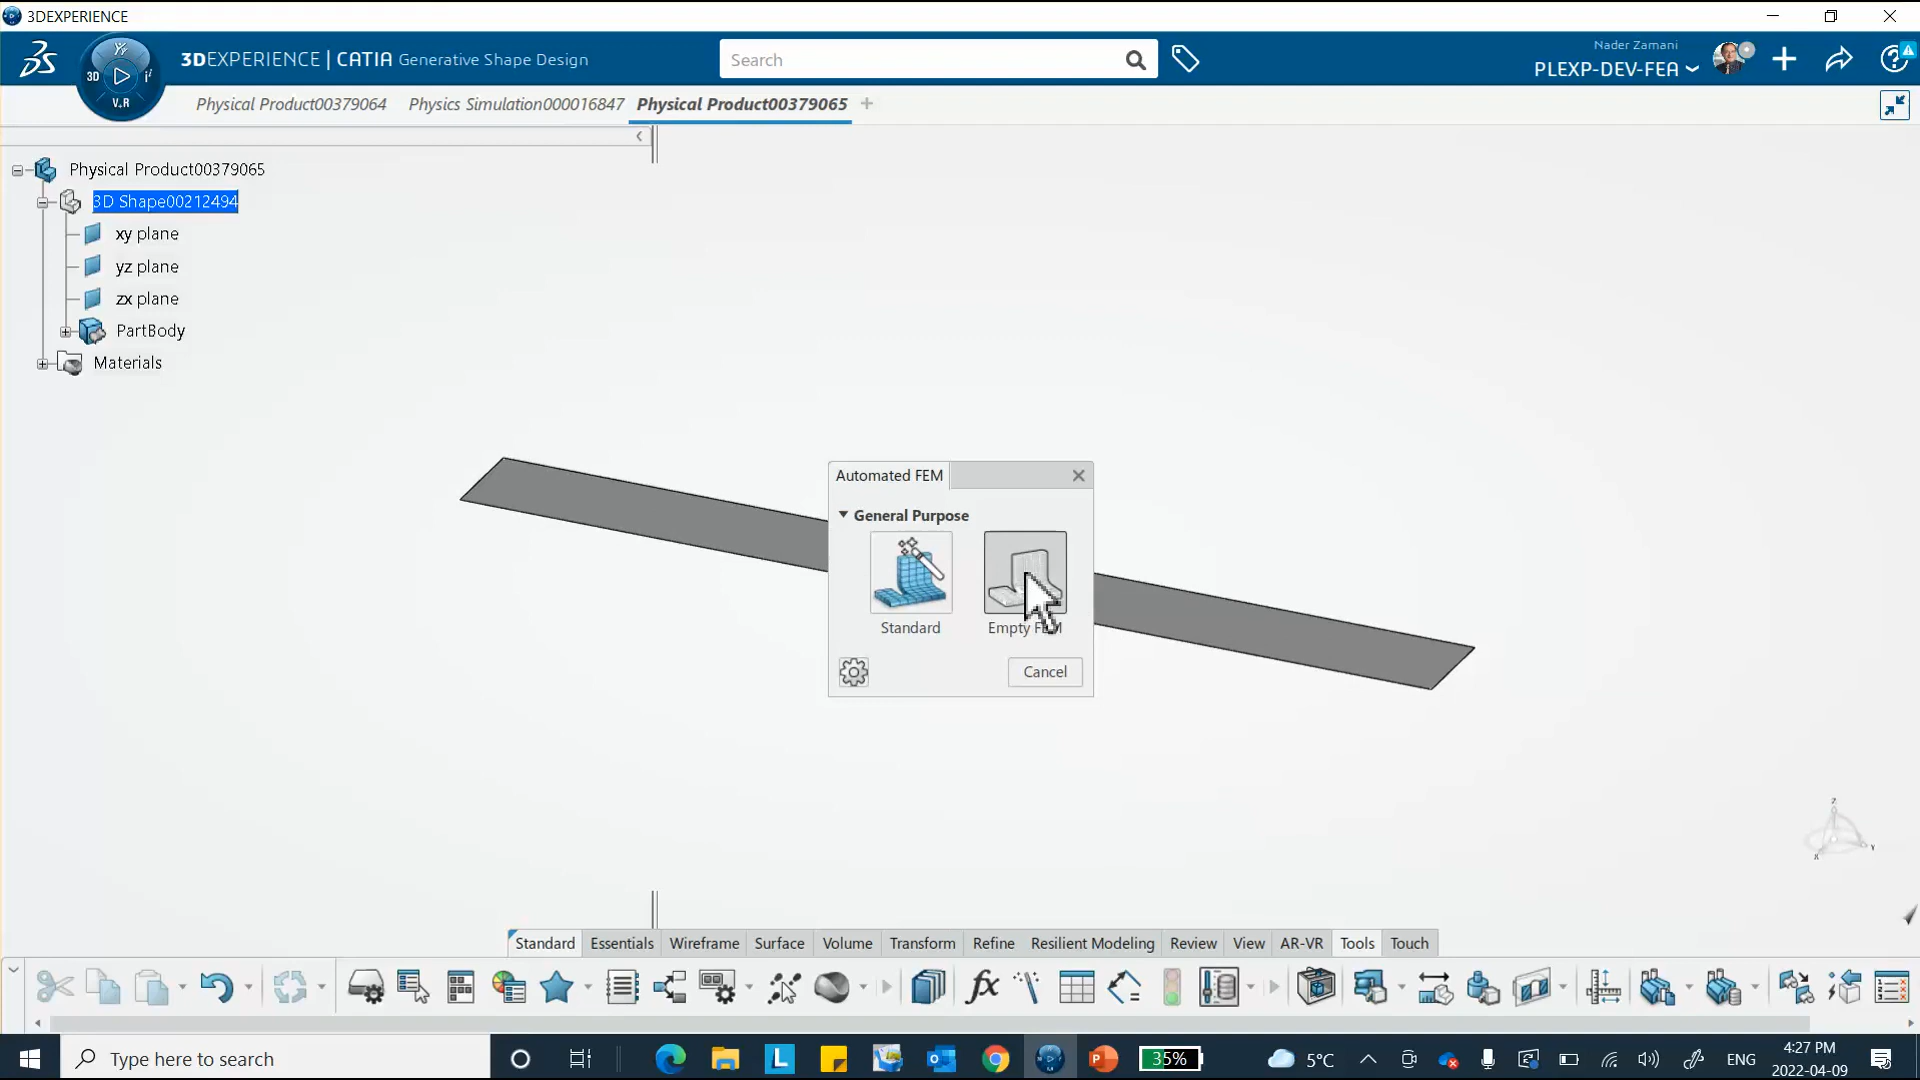 3DEXPERIENCE
3DEXPERIENCE | CATIA Generative Shape Design
Search
Nader Zamani
PLEXP-DEV-FEA
3D
V.R
Physical Product00379064
Physics Simulation000016847
Physical Product00379065
Physical Product00379065
3D Shape00212494
xy plane
yz plane
zx plane
PartBody
Materials
Automated FEM
General Purpose
Standard
Empty FEM
Cancel
Standard
Essentials
Wireframe
Surface
Volume
Transform
Refine
Resilient Modeling
Review
View
AR-VR
Tools
Touch
Type here to search
35%
5°C
ENG
4:27 PM
2022-04-09